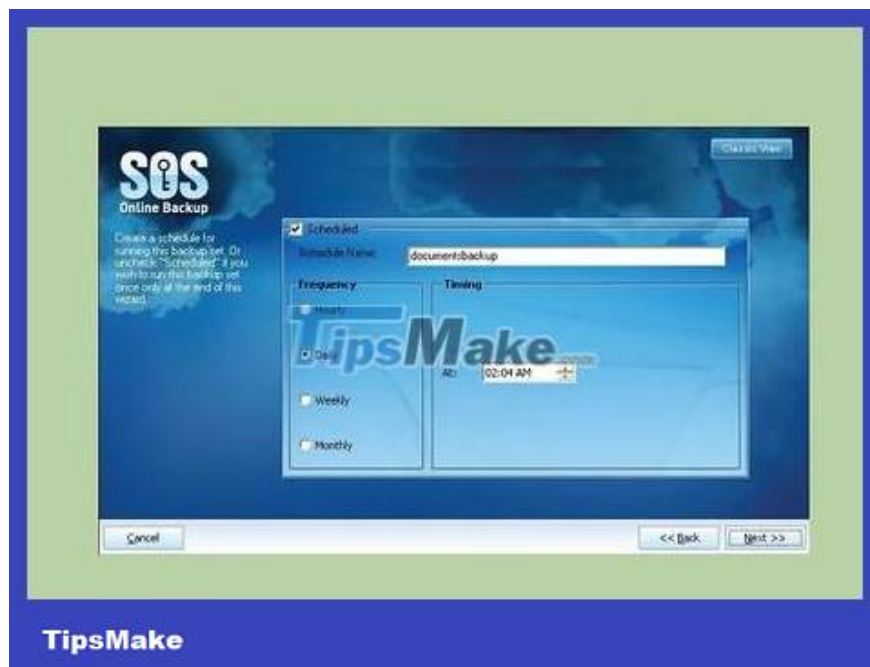 SOS
Online Backup
Classic View
Create a schedule for
running this backup set. Or
uncheck "Scheduled" if you
wish to run this backup set
once only at the end of this
wizard.
Scheduled
Schedule Name:
documentsbackup
Frequency
Timing
Hourly
TipsMake
Daily
At:
02:04 AM
Weekly
Monthly
Cancel
<< Back
Next >>
TipsMake